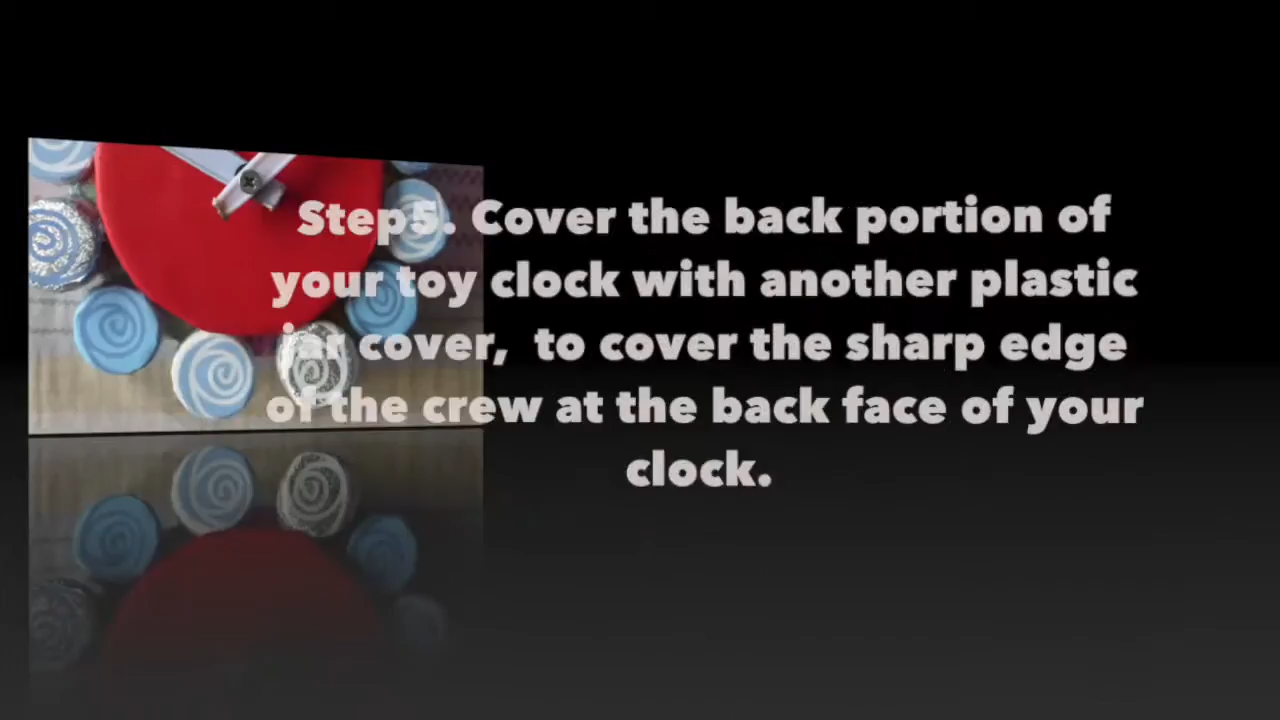 Step5. Cover the back portion of
your toy clock with another plastic
jar cover, to cover the sharp edge
of the crew at the back face of your
clock.